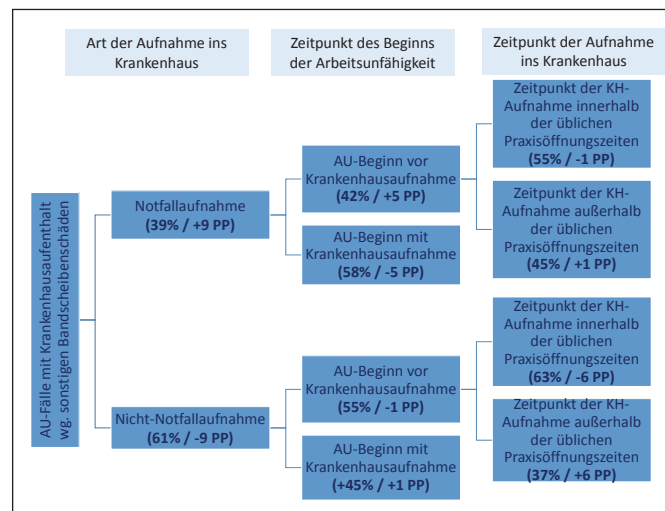 Art der Aufnahme ins
Krankenhaus
Zeitpunkt des Beginns
der Arbeitsunfähigkeit
Zeitpunkt der Aufnahme
ins Krankenhaus
AU-Fälle mit Krankenhausaufenthalt
wg. sonstigen Bandscheibenschäden
Notfallaufnahme
(39% / +9 PP)
AU-Beginn vor
Krankenhausaufnahme
(42% / +5 PP)
Zeitpunkt der KH-
Aufnahme innerhalb
der üblichen
Praxisöffnungszeiten
(55% / -1 PP)
Zeitpunkt der KH-
Aufnahme außerhalb
der üblichen
Praxisöffnungszeiten
(45% / +1 PP)
AU-Beginn mit
Krankenhausaufnahme
(58% / -5 PP)
Nicht-Notfallaufnahme
(61% / -9 PP)
AU-Beginn vor
Krankenhausaufnahme
(55% / -1 PP)
Zeitpunkt der KH-
Aufnahme innerhalb
der üblichen
Praxisöffnungszeiten
(63% / -6 PP)
Zeitpunkt der KH-
Aufnahme außerhalb
der üblichen
Praxisöffnungszeiten
(37% / +6 PP)
AU-Beginn mit
Krankenhausaufnahme
(+45% / +1 PP)